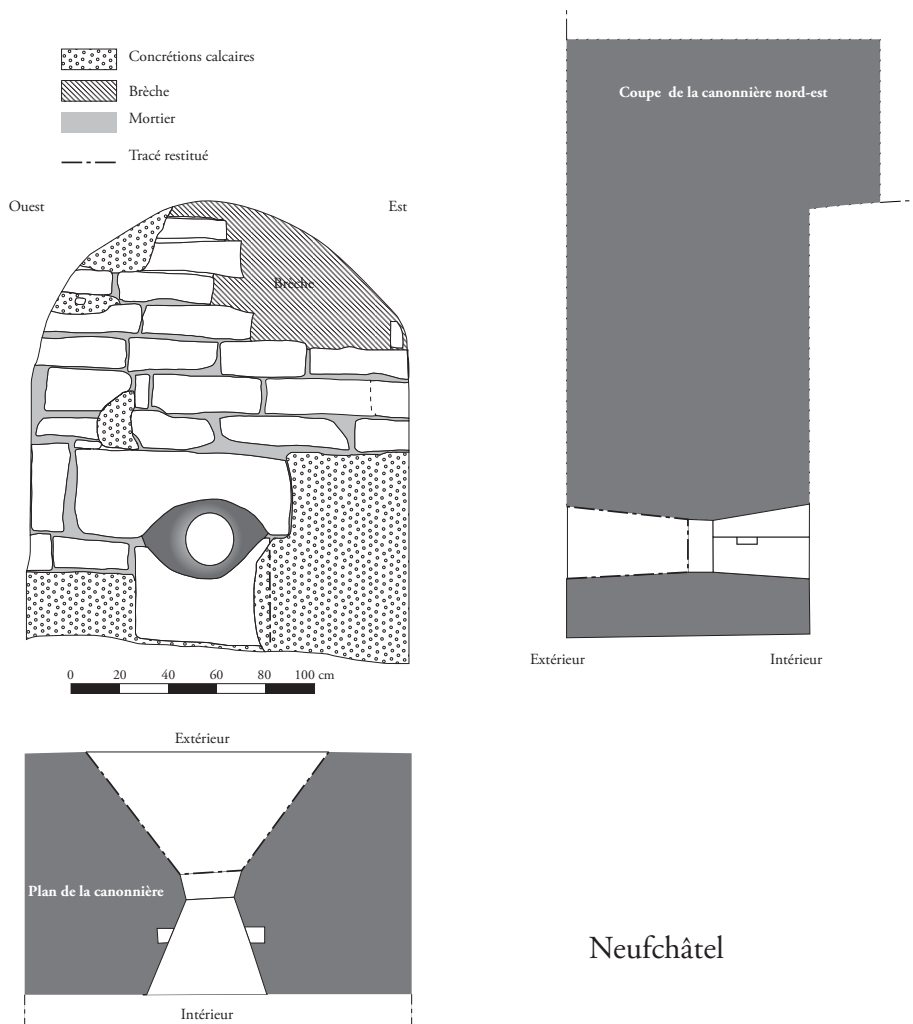 Concrétions calcaires
Brèche
Mortier
Tracé restitué
Ouest
Est
Brèche
0 20 40 60 80 100 cm
Coupe de la canonnière nord-est
Extérieur
Intérieur
Extérieur
Plan de la canonnière
Intérieur
Neufchâtel